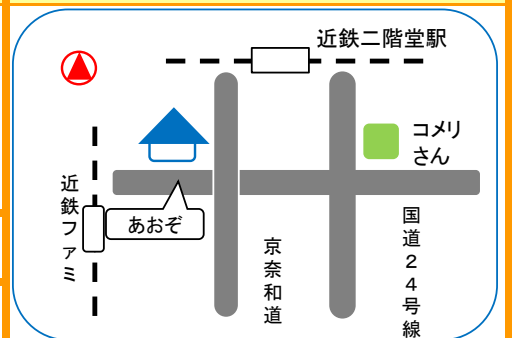 近鉄二階堂駅
コメリ
さん
近鉄ファミ
あおぞ
京奈和道
国道24号線